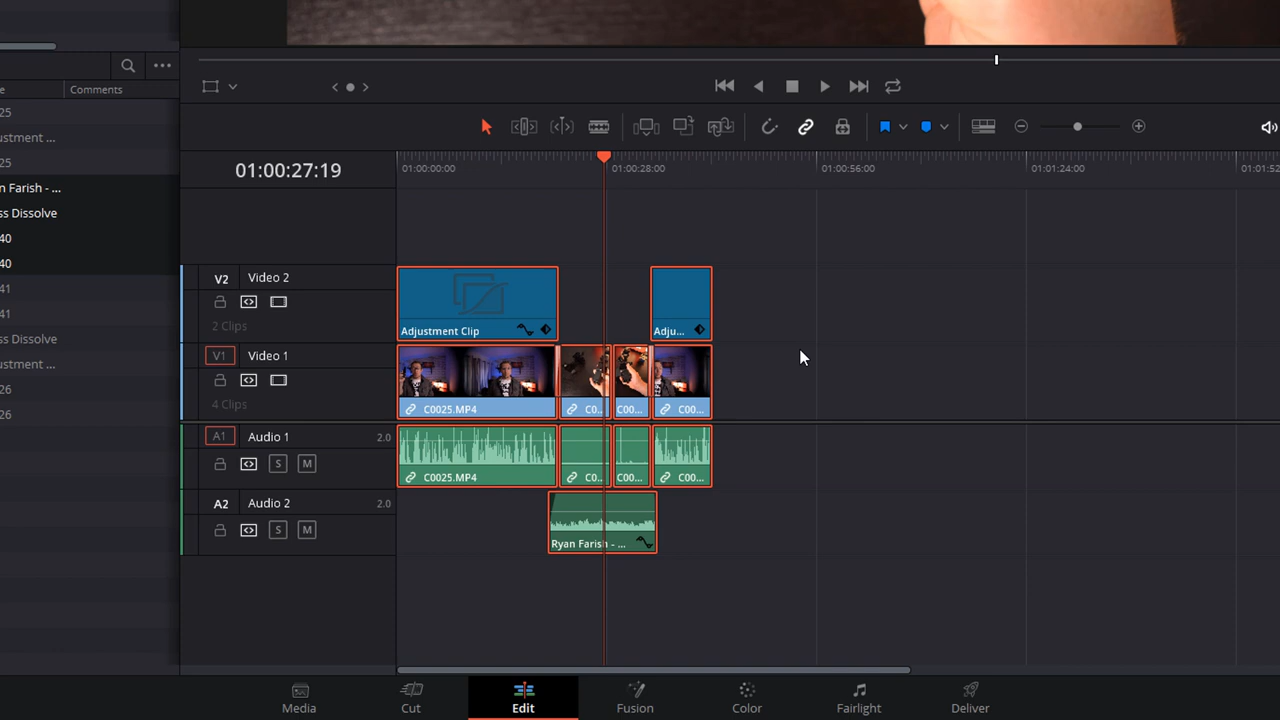 e
Comments
25
ustment ...
25
n Farish - ...
ss Dissolve
40
40
41
41
ss Dissolve
ustment ...
26
26
01:00:27:19
01:00:00:00
01:00:28:00
01:00:56:00
01:01:24:00
01:01:52
V2
Video 2
2 Clips
Adjustment Clip
Adju...
V1
Video 1
4 Clips
C0025.MP4
C0...
C00...
C00...
A1
Audio 1
2.0
S
M
C0025.MP4
C0...
C00...
C00...
A2
Audio 2
2.0
S
M
Ryan Farish - ...
Media
Cut
Edit
Fusion
Color
Fairlight
Deliver